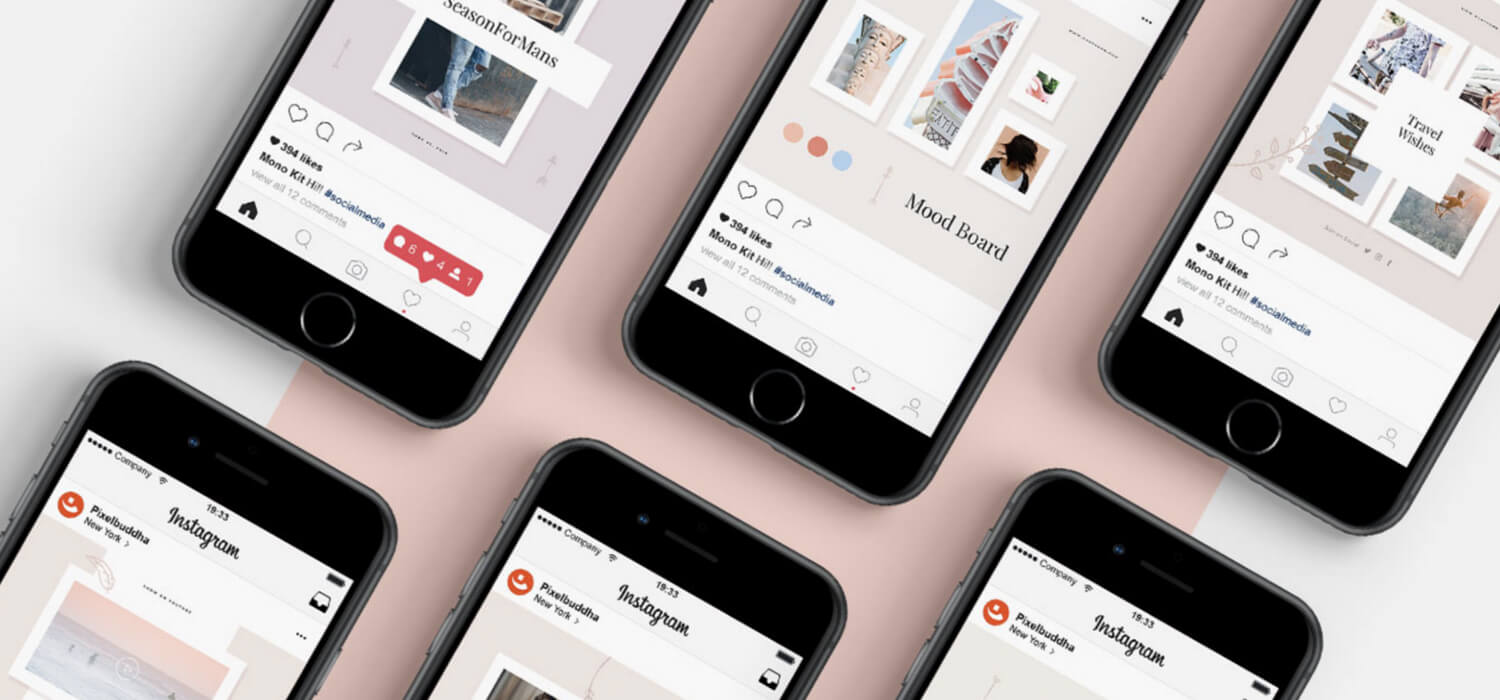 SeasonForMans
394 likes
Mono Kit Hi!! #socialmedia
view all 12 comments
6 4 1
EAT IT
Mood Board
394 likes
Mono Kit Hi!! #socialmedia
view all 12 comments
Travel
Wishes
394 likes
Mono Kit Hi!! #socialmedia
view all 12 comments
Company
19:33
Pixelbuddha
New York >
Instagram
Company
19:33
Pixelbuddha
New York >
Instagram
Company
19:33
Pixelbuddha
New York >
Instagram